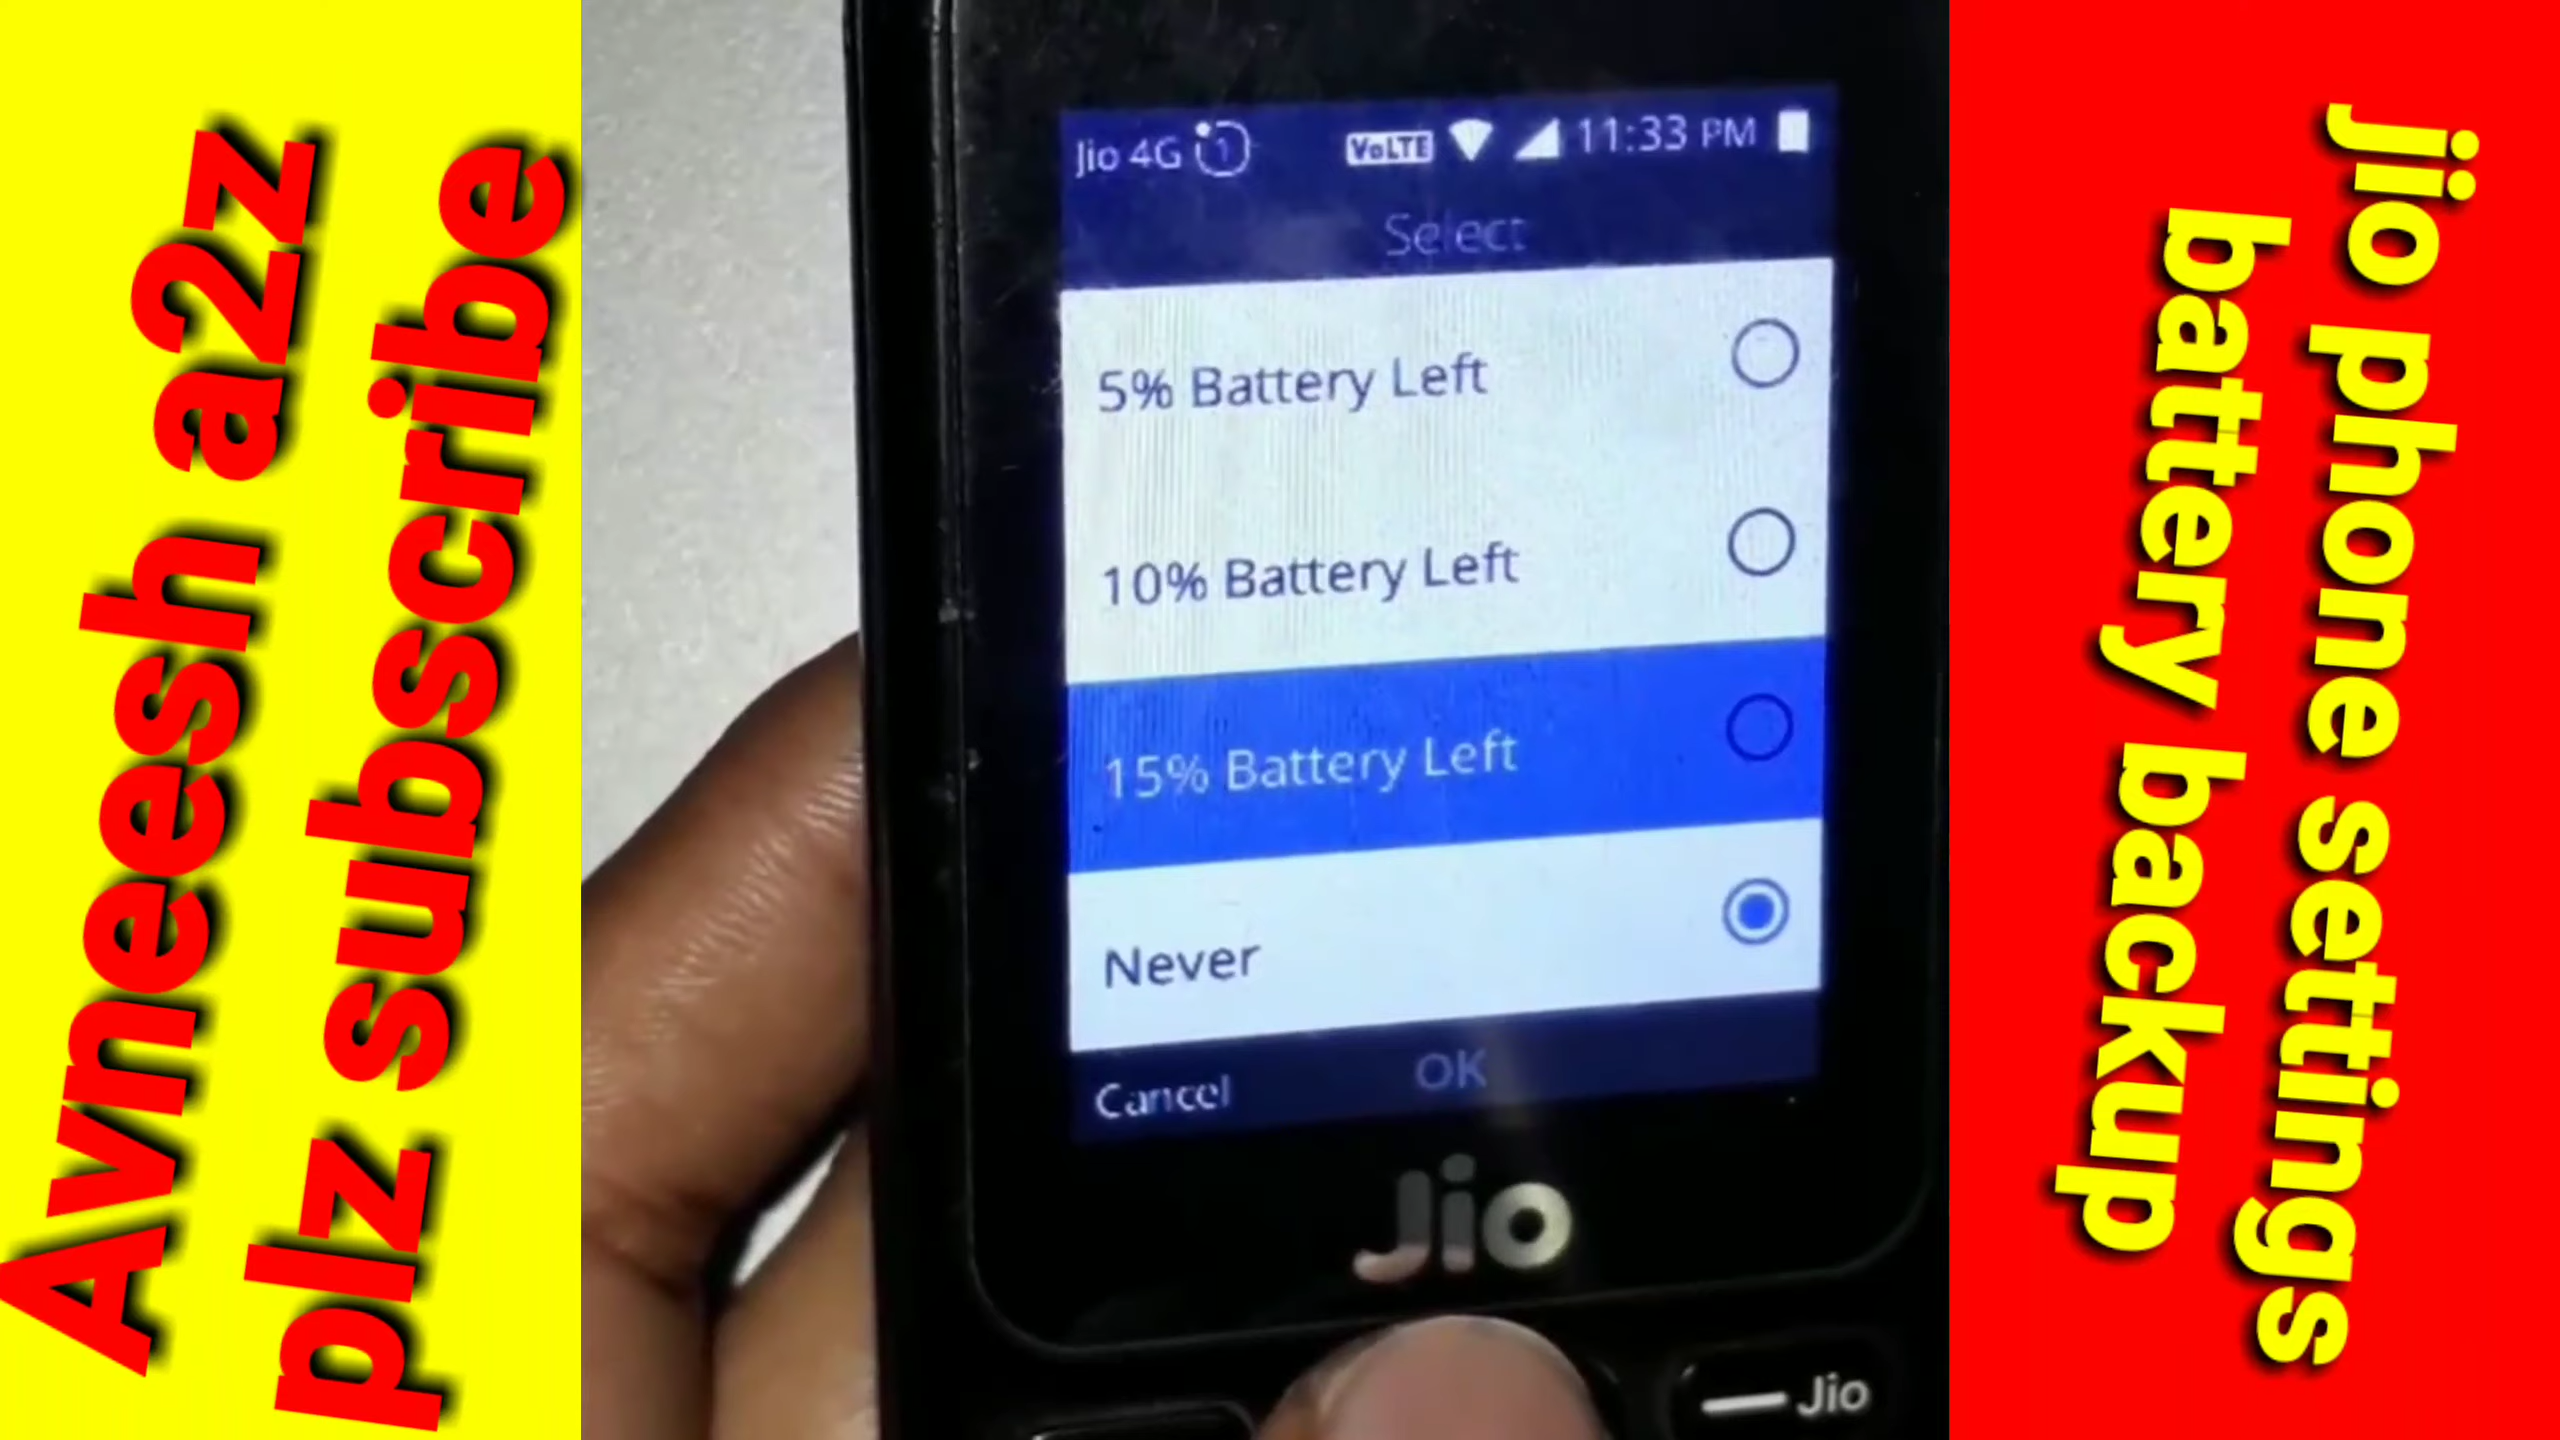 Avneesh a2z
plz subscribe
Jio 4G 1 VoLTE 11:33 PM
Select
5% Battery Left
10% Battery Left
15% Battery Left
Never
Cancel OK
Jio
Jio
jio phone settings
battery backup